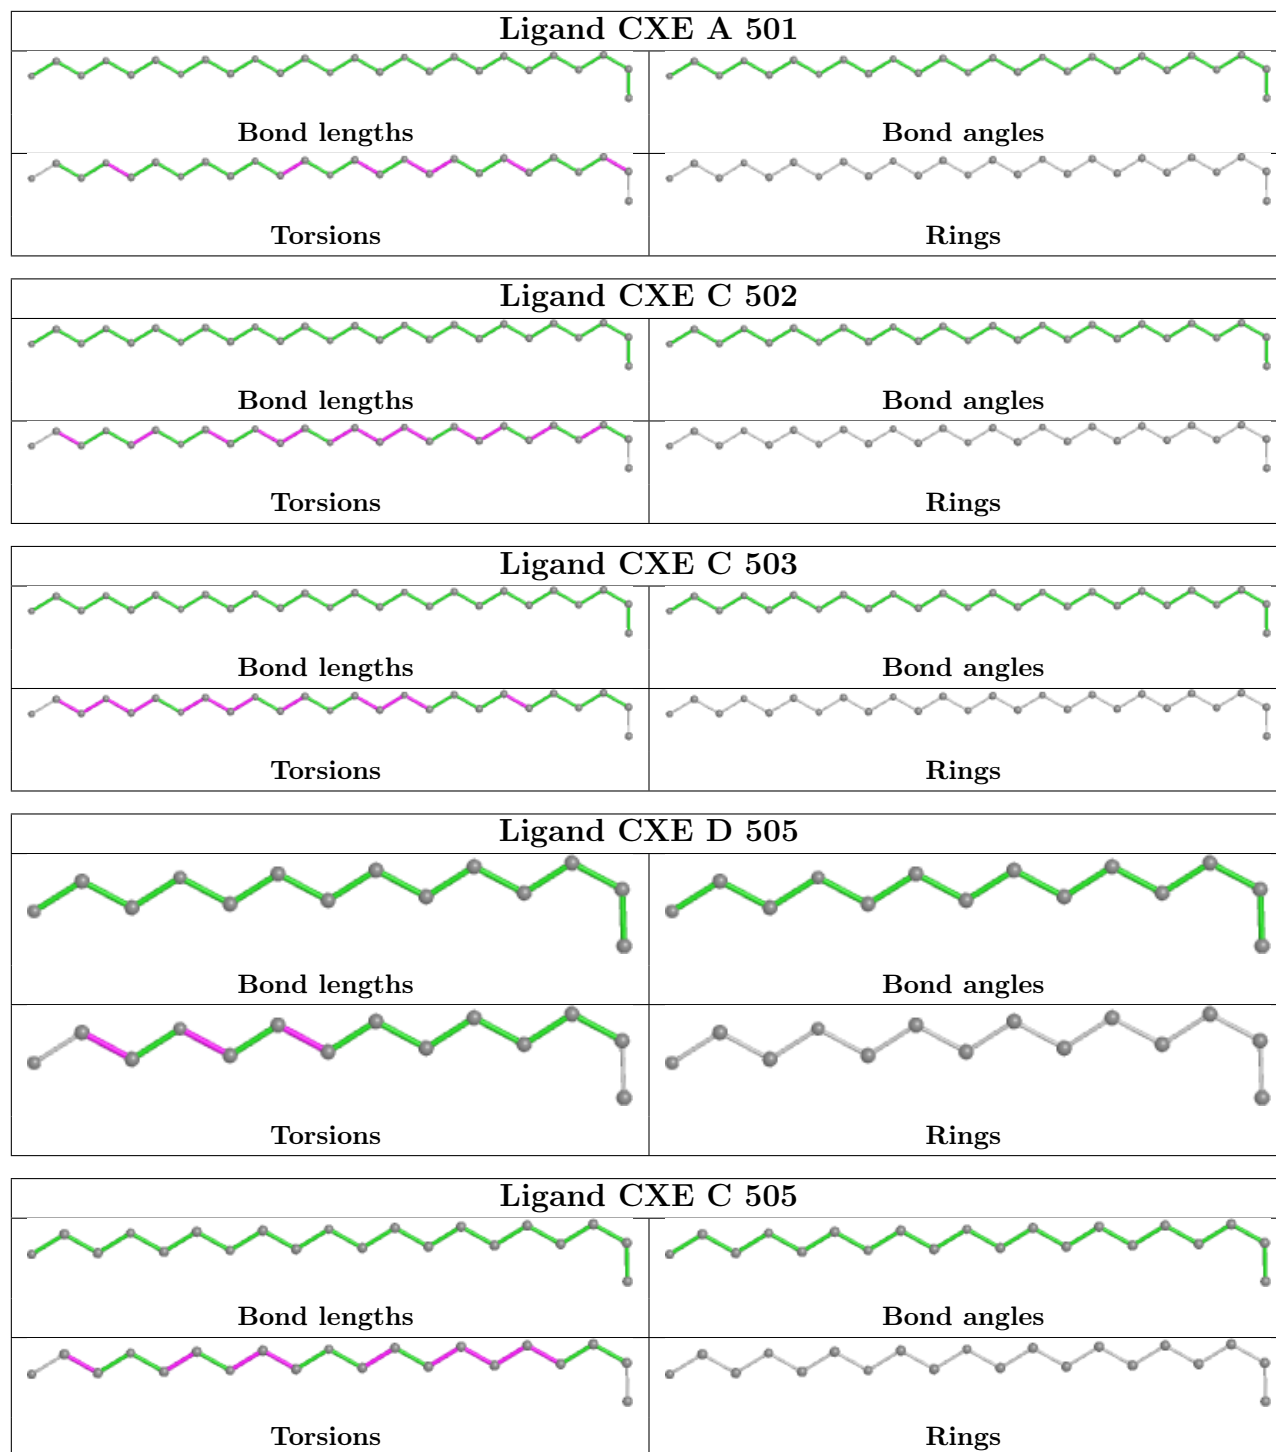 Ligand CXE A 501
Bond lengths
Bond angles
Torsions
Rings
Ligand CXE C 502
Bond lengths
Bond angles
Torsions
Rings
Ligand CXE C 503
Bond lengths
Bond angles
Torsions
Rings
Ligand CXE D 505
Bond lengths
Bond angles
Torsions
Rings
Ligand CXE C 505
Bond lengths
Bond angles
Torsions
Rings